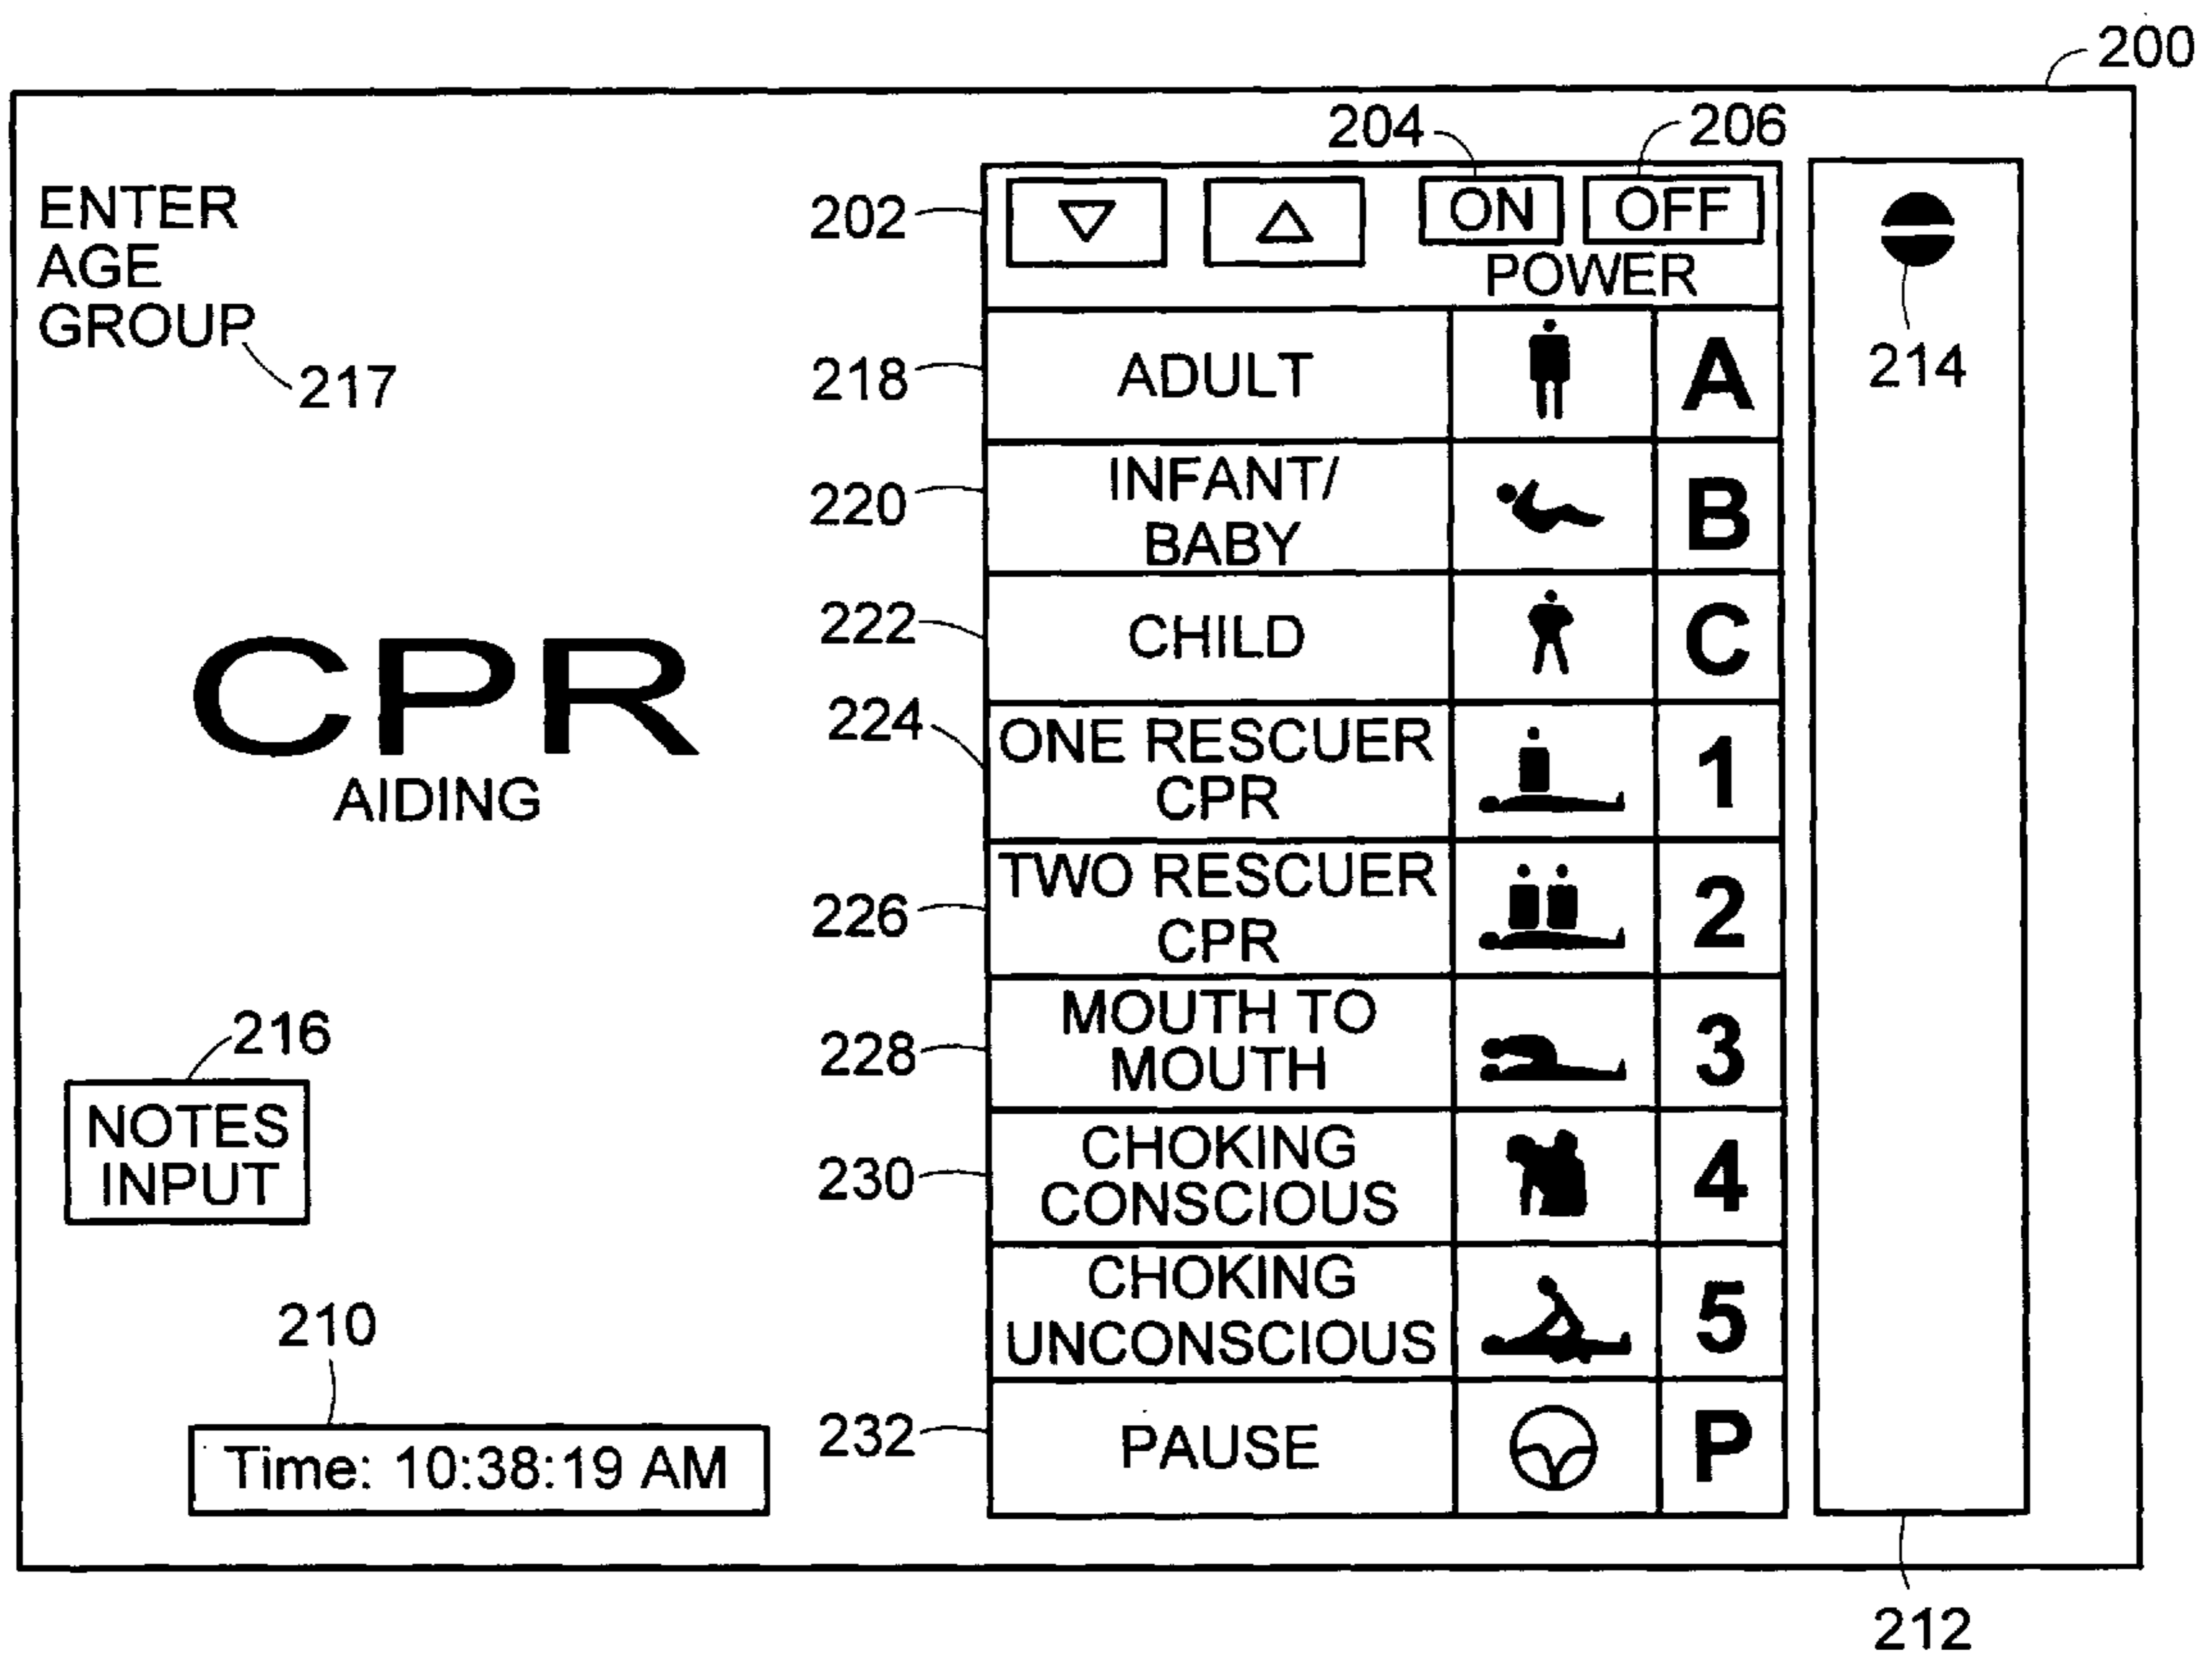 200
204
206
202
ON
OFF
POWER
ENTER
AGE
GROUP
217
214
218
ADULT
A
220
INFANT/
BABY
B
222
CHILD
C
CPR
AIDING
224
ONE RESCUER
CPR
1
226
TWO RESCUER
CPR
2
216
NOTES
INPUT
228
MOUTH TO
MOUTH
3
230
CHOKING
CONSCIOUS
4
CHOKING
UNCONSCIOUS
5
210
Time: 10:38:19 AM
232
PAUSE
P
212